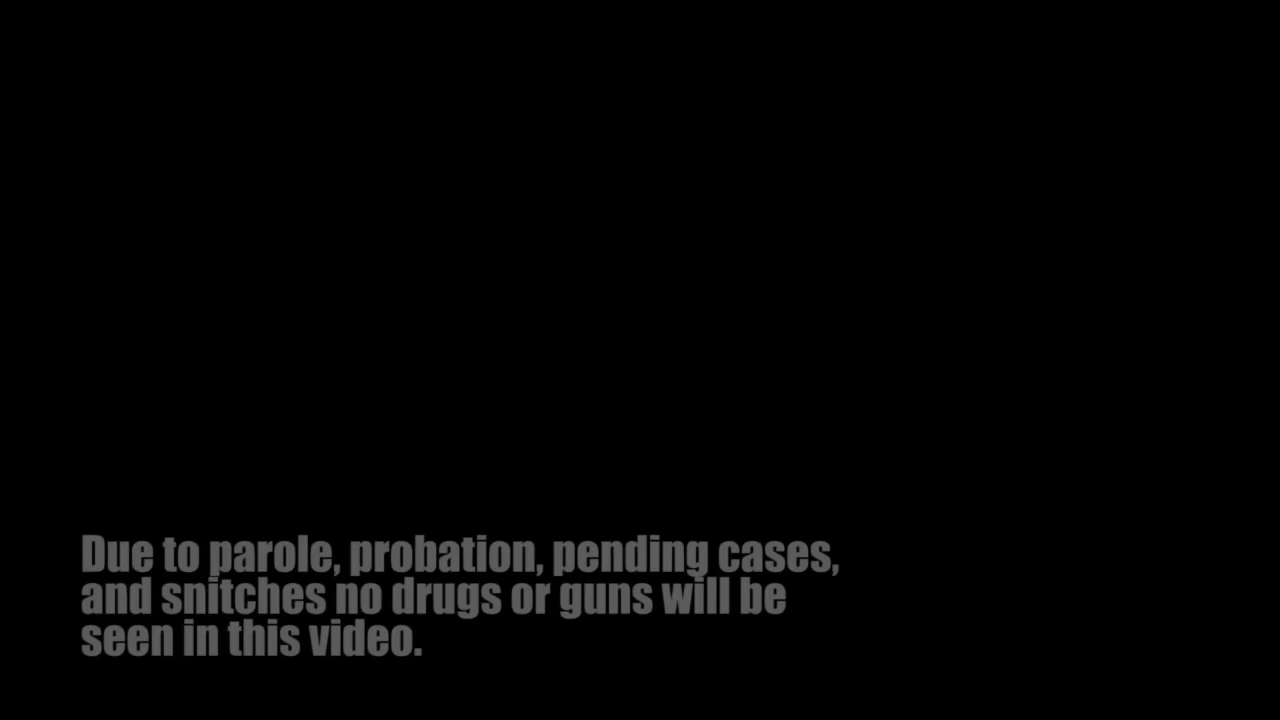 Due to parole, probation, pending cases,
and snitches no drugs or guns will be
seen in this video.